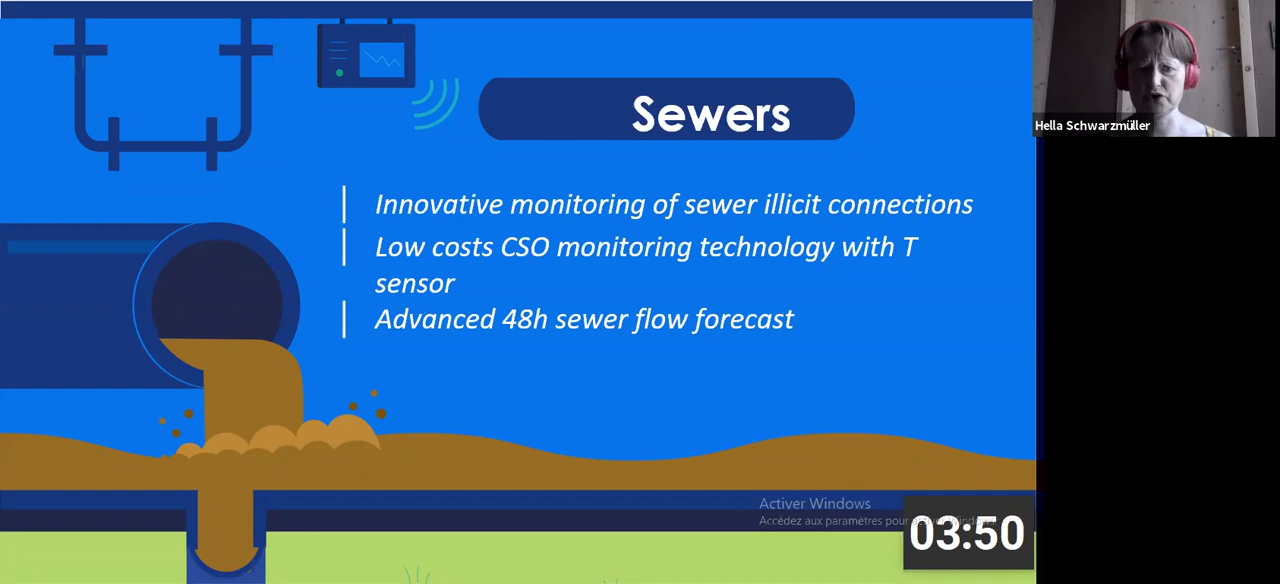 Sewers
Hella Schwarzmüller
Innovative monitoring of sewer illicit connections
Low costs CSO monitoring technology with T
sensor
Advanced 48h sewer flow forecast
Activer Windows
Accédez aux paramètres pour
03:50